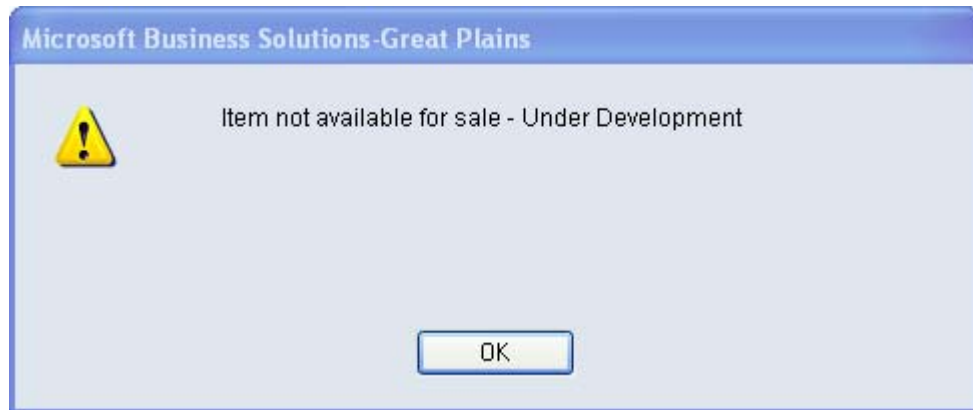 Microsoft Business Solutions-Great Plains
Item not available for sale - Under Development
OK